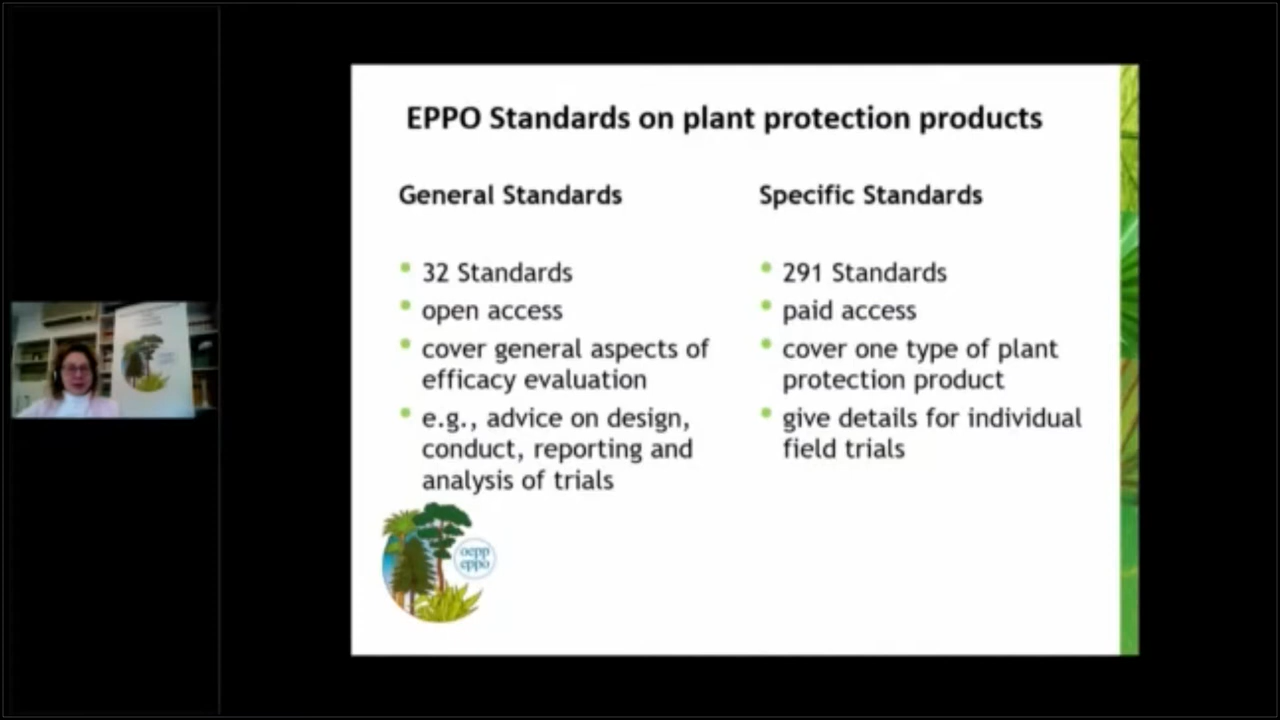 EPPO Standards on plant protection products
General Standards
• 32 Standards
• open access
• cover general aspects of
efficacy evaluation
• e.g., advice on design,
conduct, reporting and
analysis of trials
Specific Standards
• 291 Standards
• paid access
• cover one type of plant
protection product
• give details for individual
field trials
oepp
eppo